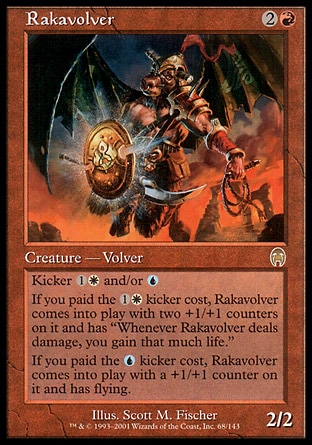 Rakavolver 2
Creature — Volver
Kicker 1 and/or
If you paid the 1 kicker cost, Rakavolver
comes into play with two +1/+1 counters
on it and has “Whenever Rakavolver deals
damage, you gain that much life.”
If you paid the kicker cost, Rakavolver
comes into play with a +1/+1 counter on
it and has flying.
Illus. Scott M. Fischer
™ & © 1993–2001 Wizards of the Coast, Inc. 68/143
2/2